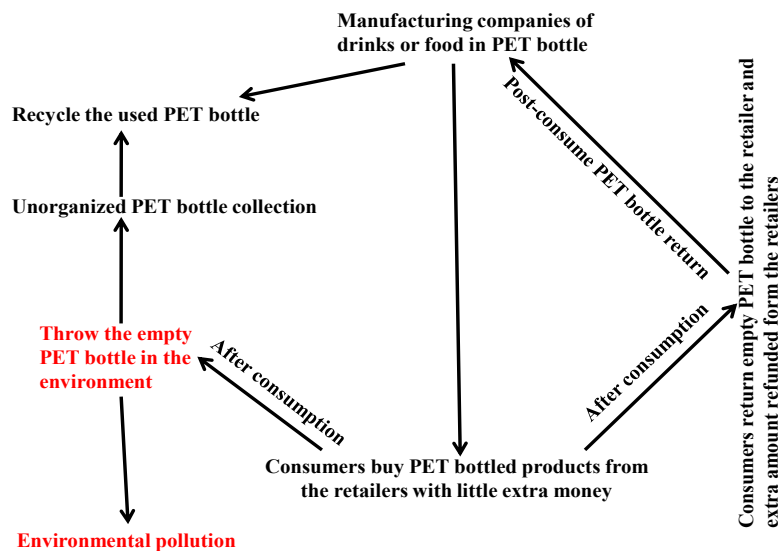 Manufacturing companies of
drinks or food in PET bottle
Recycle the used PET bottle
Post-consume PET bottle return
Unorganized PET bottle collection
Consumers return empty PET bottle to the retailer and
extra amount refunded form the retailers
Throw the empty
PET bottle in the
environment
After consumption
After consumption
Consumers buy PET bottled products from
the retailers with little extra money
Environmental pollution